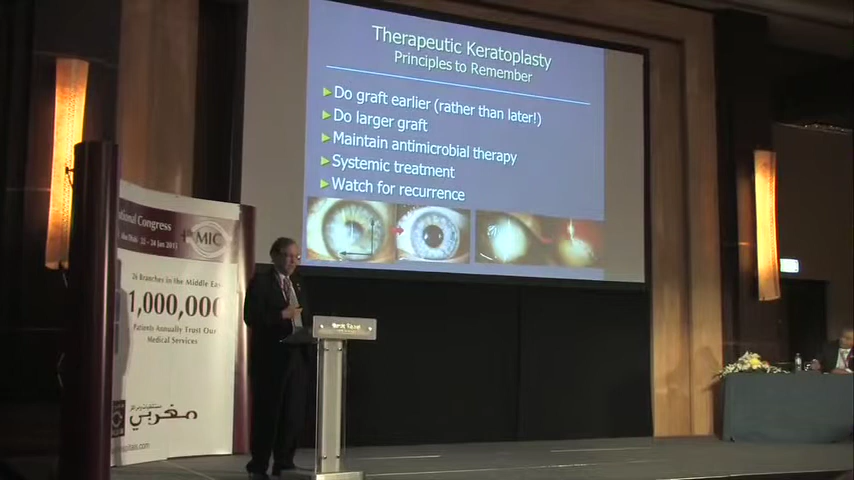 Therapeutic Keratoplasty
Principles to Remember
Do graft earlier (rather than later!)
Do larger graft
Maintain antimicrobial therapy
Systemic treatment
Watch for recurrence
Congress
MIC
26 Branches in the Middle East
1,000,000
Patients Annually Trust Our
Medical Services
مغربي